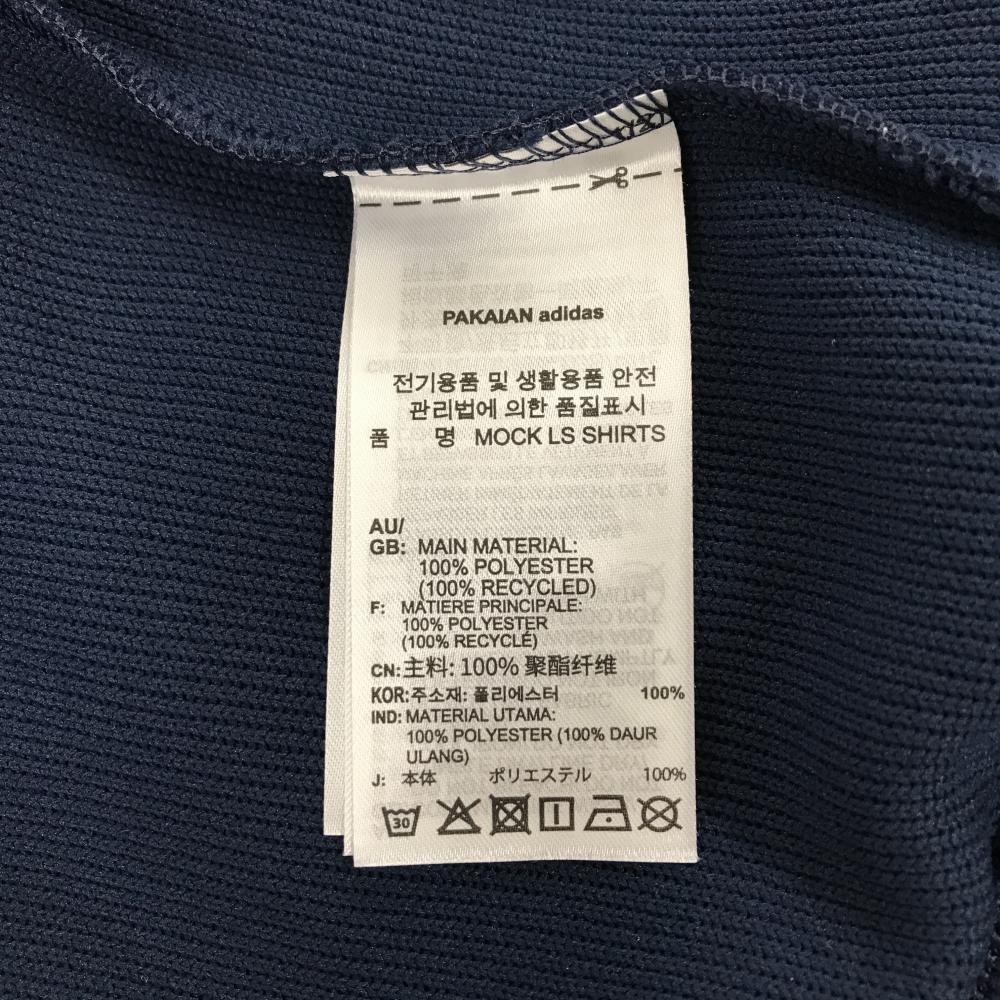 PAKAIAN adidas
전기용품 및 생활용품 안전
관리법에 의한 품질표시
품 명 MOCK LS SHIRTS
AU/
GB: MAIN MATERIAL:
100% POLYESTER
(100% RECYCLED)
F: MATIERE PRINCIPALE:
100% POLYESTER
(100% RECYCLÉ)
CN: 主料: 100% 聚酯纤维
KOR: 주소재: 폴리에스터 100%
IND: MATERIAL UTAMA:
100% POLYESTER (100% DAUR
ULANG)
J: 本体 ポリエステル 100%
30